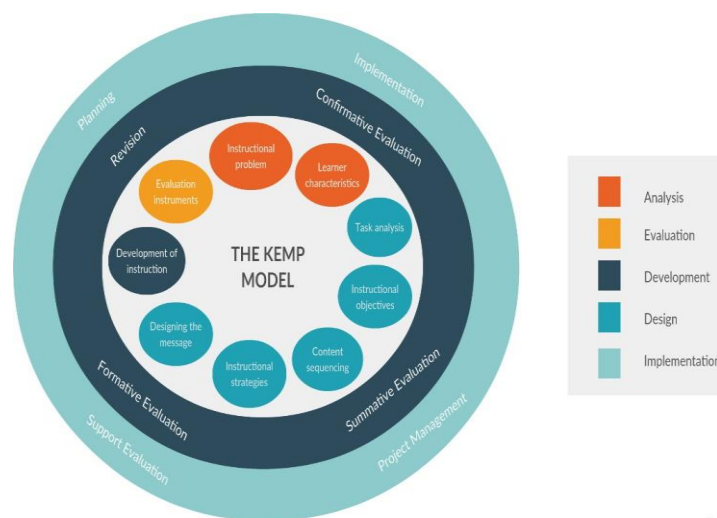 Planning
Implementation
Revision
Confirmative Evaluation
Instructional
problem
Learner
characteristics
Evaluation
instruments
Task analysis
Development of
instruction
THE KEMP
MODEL
Instructional
objectives
Designing the
message
Instructional
strategies
Content
sequencing
Formative Evaluation
Summative Evaluation
Support Evaluation
Project Management
Analysis
Evaluation
Development
Design
Implementation